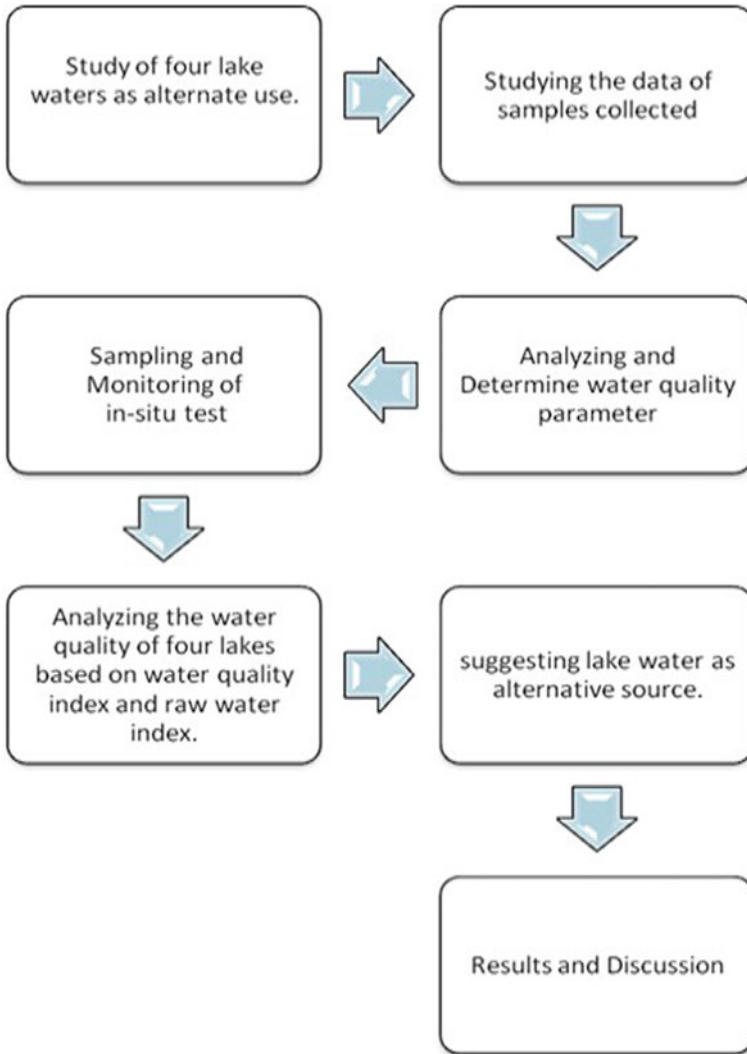 Study of four lake
waters as alternate use.
Studying the data of
samples collected
Analyzing and
Determine water quality
parameter
Sampling and
Monitoring of
in-situ test
Analyzing the water
quality of four lakes
based on water quality
index and raw water
index.
suggesting lake water as
alternative source.
Results and Discussion